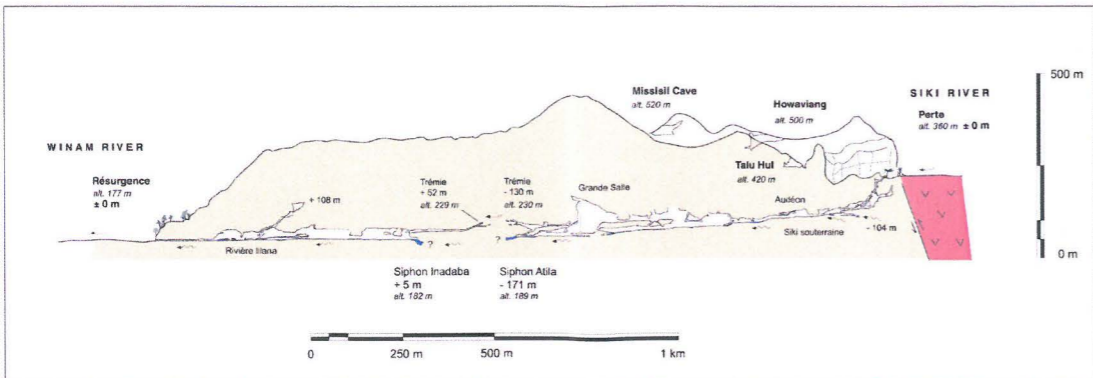 500 m
Missisil Cave
alt. 520 m
Howaviang
alt. 500 m
SIKI RIVER
Perte
alt. 360 m ± 0 m
WINAM RIVER
Talu Hul
alt. 420 m
Résurgence
alt. 177 m
± 0 m
+ 108 m
Trémie
+ 52 m
alt. 229 m
Trémie
- 130 m
alt. 230 m
Grande Salle
Audéon
Rivière Illana
?
?
Siki souterraine
- 104 m
0 m
Siphon Inadaba
+ 5 m
alt. 182 m
Siphon Atila
- 171 m
alt. 189 m
0 250 m 500 m 1 km